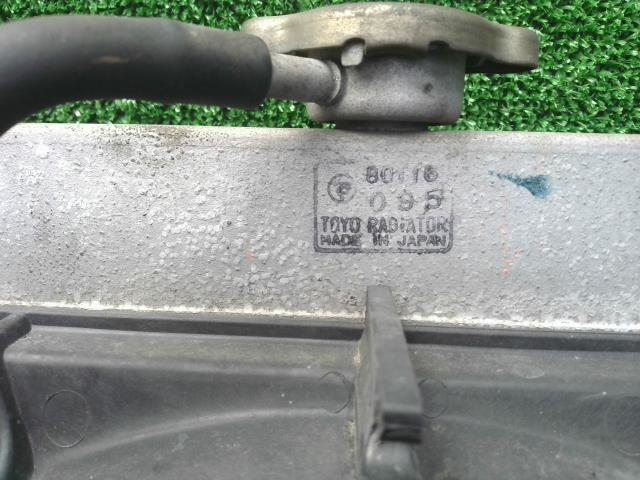 80116
095
TOYO RADIATOR
MADE IN JAPAN